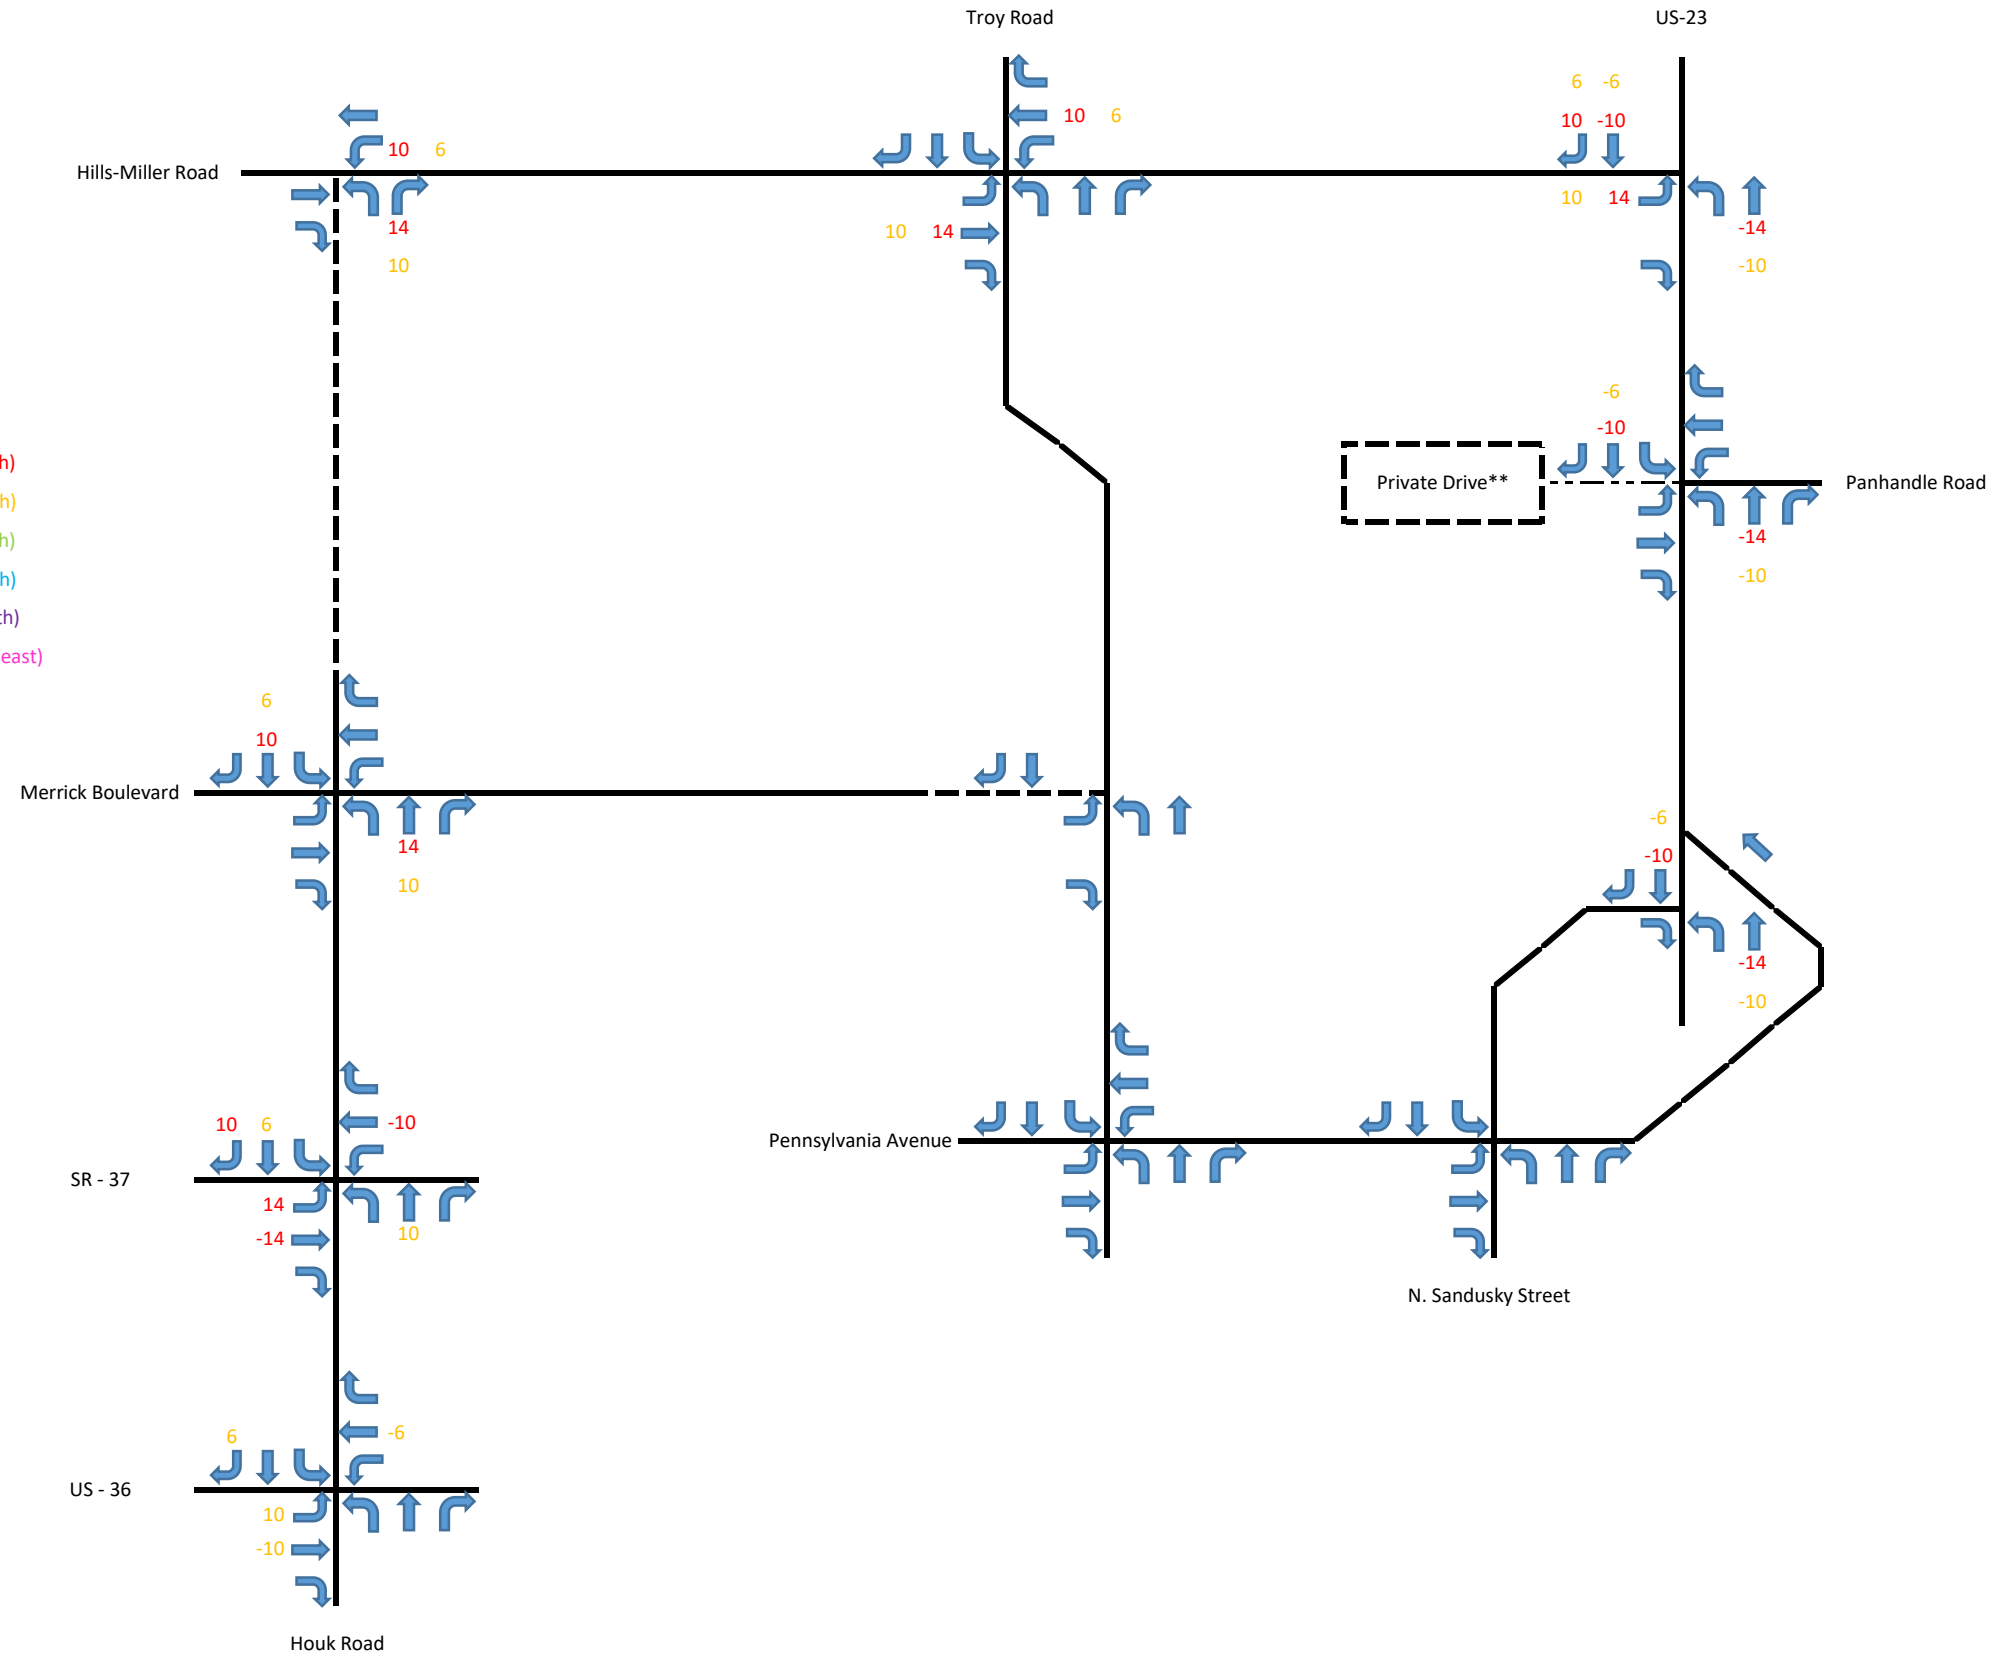 Troy Road
US-23
6 -6
10 -10
10 6
10 6
Hills-Miller Road
10 14
14
10
10 14
-14
-10
-6
-10
h)
h)
h)
h)
th)
east)
Private Drive**
Panhandle Road
-14
-10
6
10
Merrick Boulevard
14
10
-6
-10
-14
-10
10 6
-10
Pennsylvania Avenue
SR - 37
14
-14
10
N. Sandusky Street
6
-6
US - 36
10
-10
Houk Road